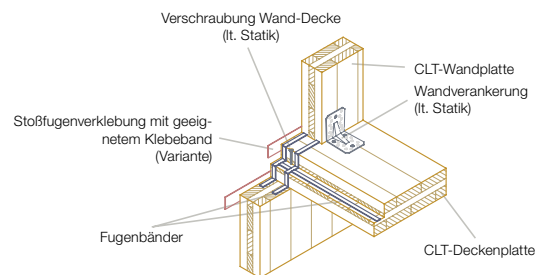 Verschraubung Wand-Decke
(lt. Statik)
CLT-Wandplatte
Wandverankerung
(lt. Statik)
Stoßfugenverklebung mit geeig-
netem Klebeband
(Variante)
Fugenbänder
CLT-Deckenplatte